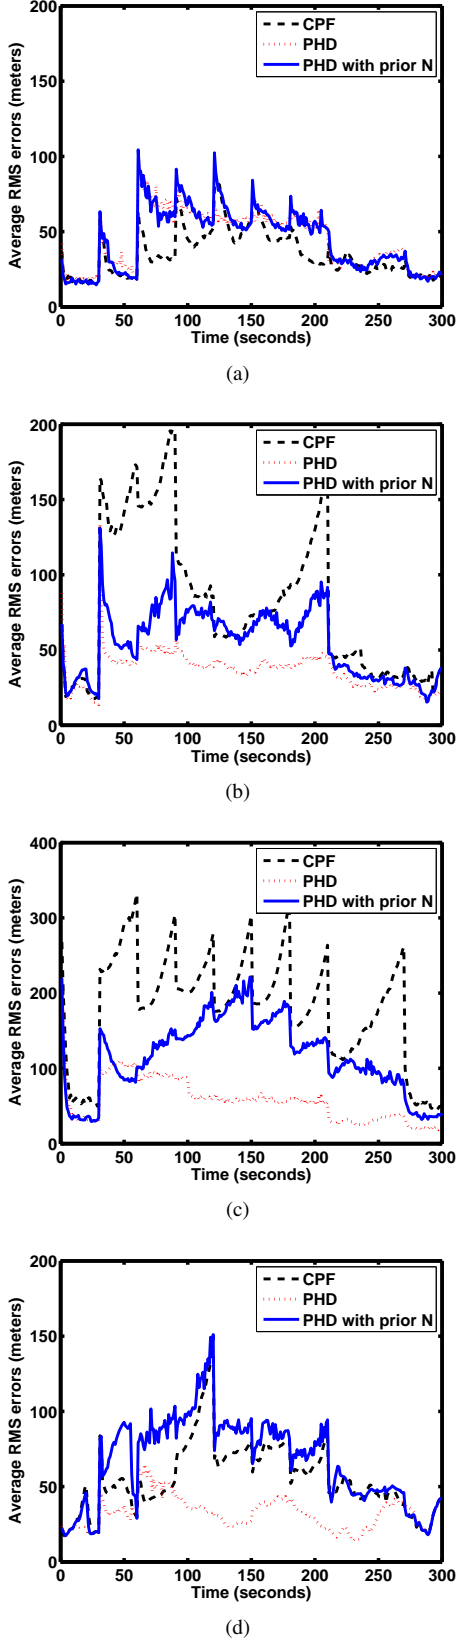 200
150
100
50
0
Average RMS errors (meters)
CPF
PHD
PHD with prior N
0 50 100 150 200 250 300
Time (seconds)
(a)
200
150
100
50
0
Average RMS errors (meters)
CPF
PHD
PHD with prior N
0 50 100 150 200 250 300
Time (seconds)
(b)
400
300
200
100
0
Average RMS errors (meters)
CPF
PHD
PHD with prior N
0 50 100 150 200 250 300
Time (seconds)
(c)
200
150
100
50
0
Average RMS errors (meters)
CPF
PHD
PHD with prior N
0 50 100 150 200 250 300
Time (seconds)
(d)